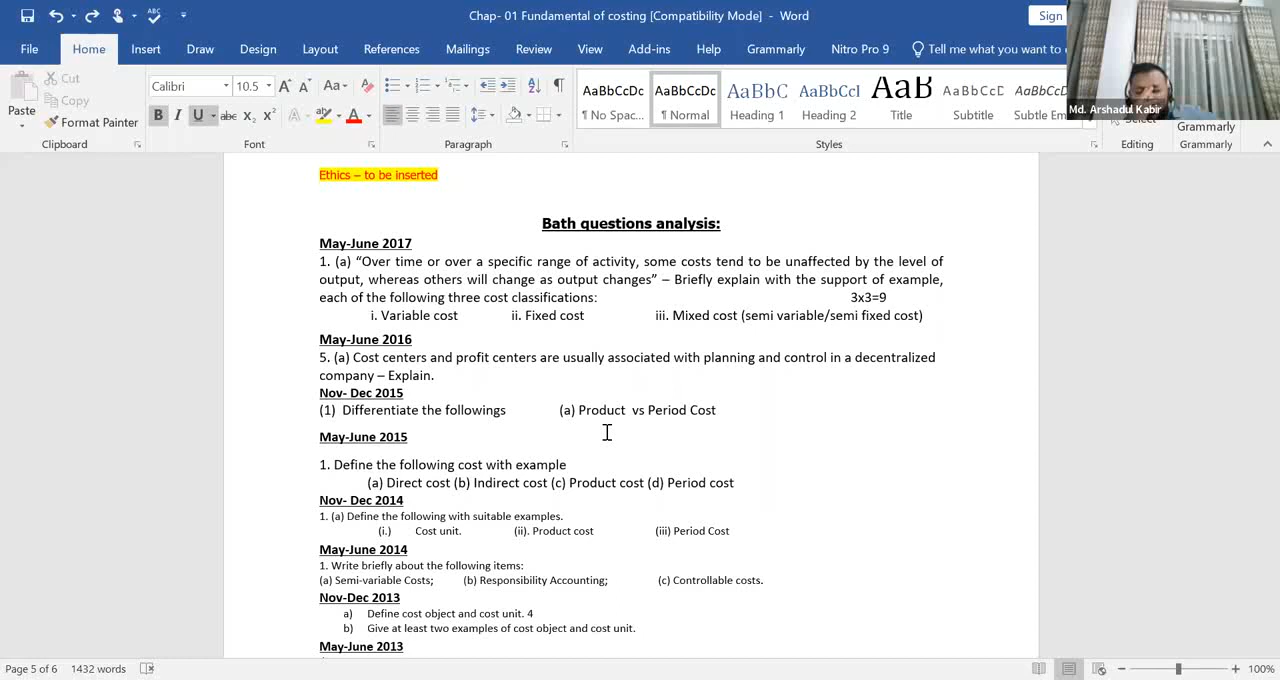 Chap- 01 Fundamental of costing [Compatibility Mode] - Word
Sign
File Home Insert Draw Design Layout References Mailings Review View Add-ins Help Grammarly Nitro Pro 9 Tell me what you want to
Paste
Cut
Copy
Format Painter
Calibri 10.5
AaBbCcDc AaBbCcDc AaBbC AaBbCcI AaB AaBbCcD AaBbCcD
¶ No Spac... ¶ Normal Heading 1 Heading 2 Title Subtitle Subtle Em
Md. Arshadul Kabir
Select
Grammarly
Clipboard Font Paragraph Styles Editing Grammarly
Ethics – to be inserted
Bath questions analysis:
May-June 2017
1. (a) “Over time or over a specific range of activity, some costs tend to be unaffected by the level of
output, whereas others will change as output changes” – Briefly explain with the support of example,
each of the following three cost classifications: 3x3=9
i. Variable cost ii. Fixed cost iii. Mixed cost (semi variable/semi fixed cost)
May-June 2016
5. (a) Cost centers and profit centers are usually associated with planning and control in a decentralized
company – Explain.
Nov- Dec 2015
(1) Differentiate the followings (a) Product vs Period Cost
May-June 2015
1. Define the following cost with example
(a) Direct cost (b) Indirect cost (c) Product cost (d) Period cost
Nov- Dec 2014
1. (a) Define the following with suitable examples.
(i.) Cost unit. (ii). Product cost (iii) Period Cost
May-June 2014
1. Write briefly about the following items:
(a) Semi-variable Costs; (b) Responsibility Accounting; (c) Controllable costs.
Nov-Dec 2013
a) Define cost object and cost unit. 4
b) Give at least two examples of cost object and cost unit.
May-June 2013
Page 5 of 6 1432 words 100%